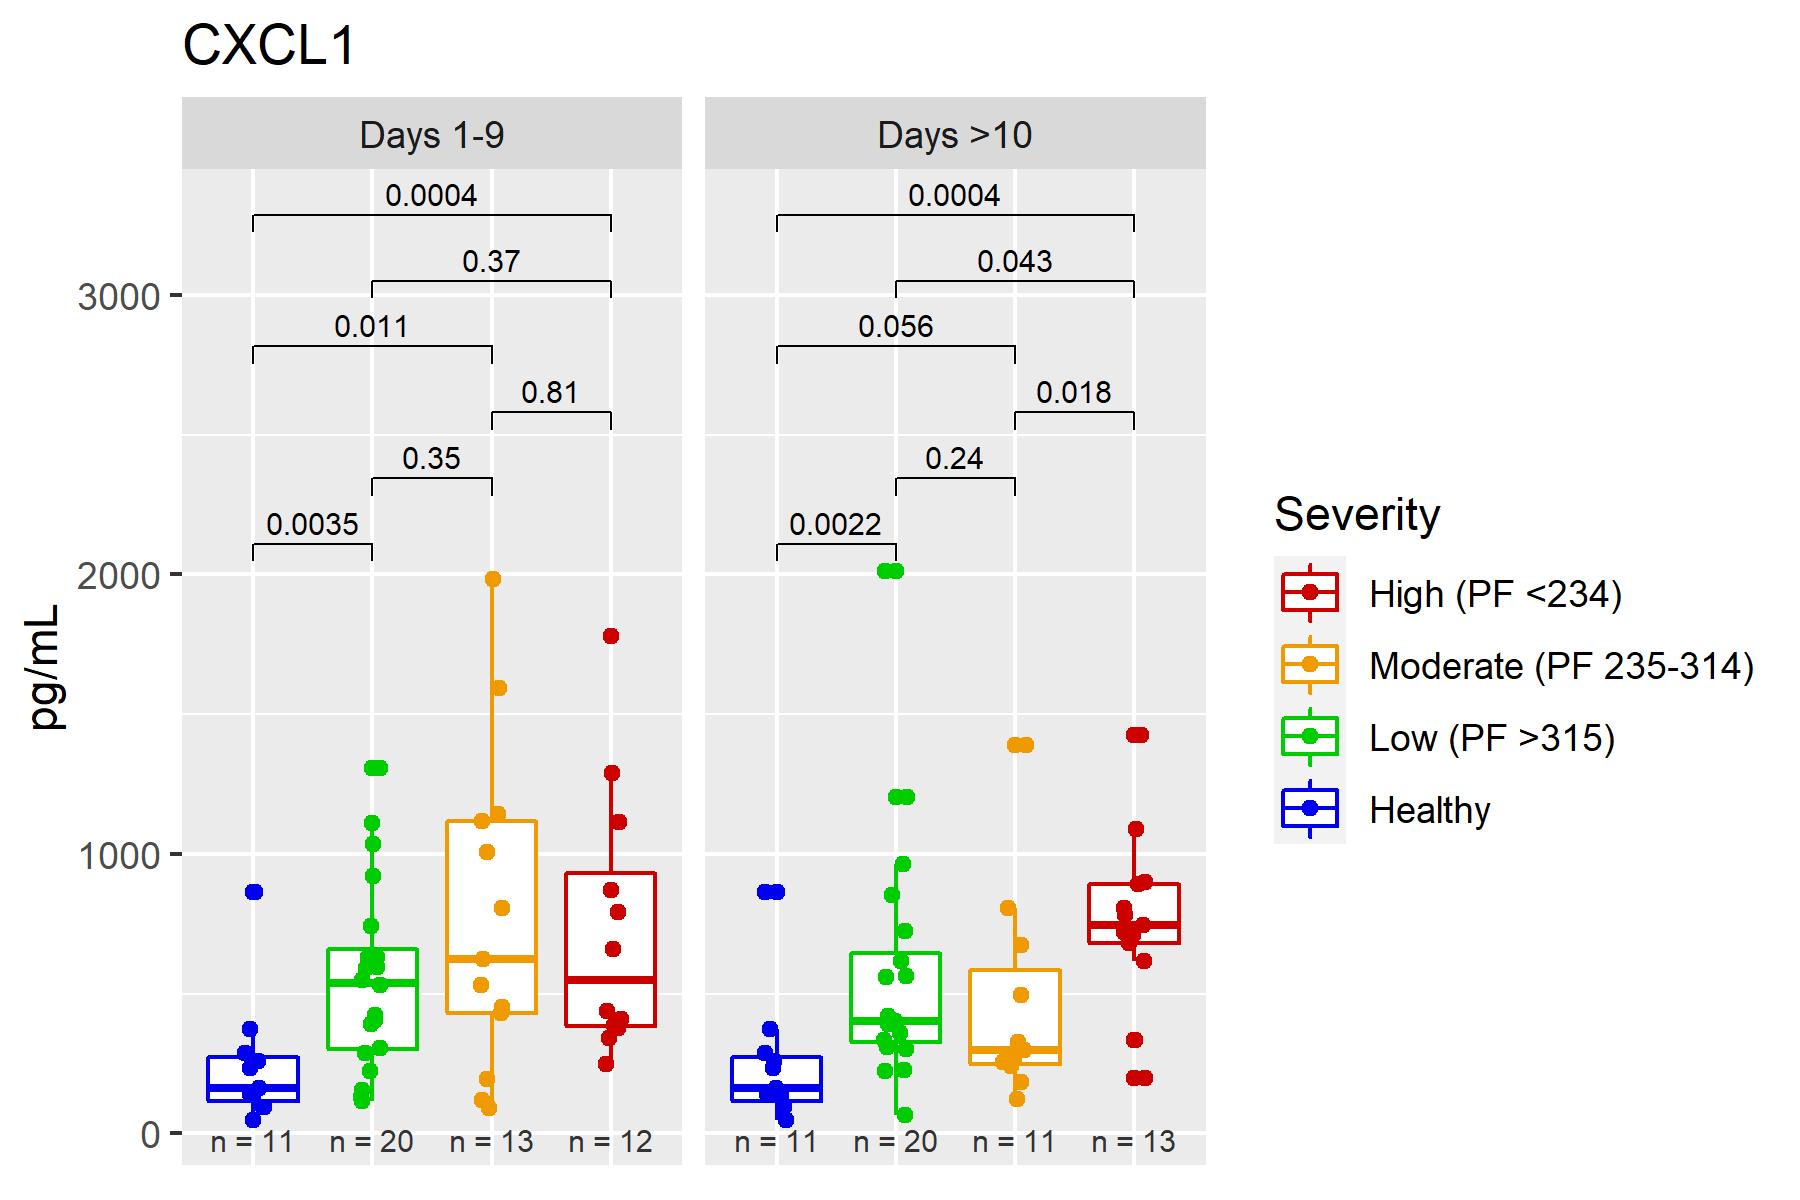 CXCL1
Days 1-9
Days >10
0.0004
0.37
0.011
0.81
0.35
0.0035
0.0004
0.043
0.056
0.018
0.24
0.0022
pg/mL
3000
2000
1000
0
n = 11
n = 20
n = 13
n = 12
n = 11
n = 20
n = 11
n = 13
Severity
High (PF <234)
Moderate (PF 235-314)
Low (PF >315)
Healthy